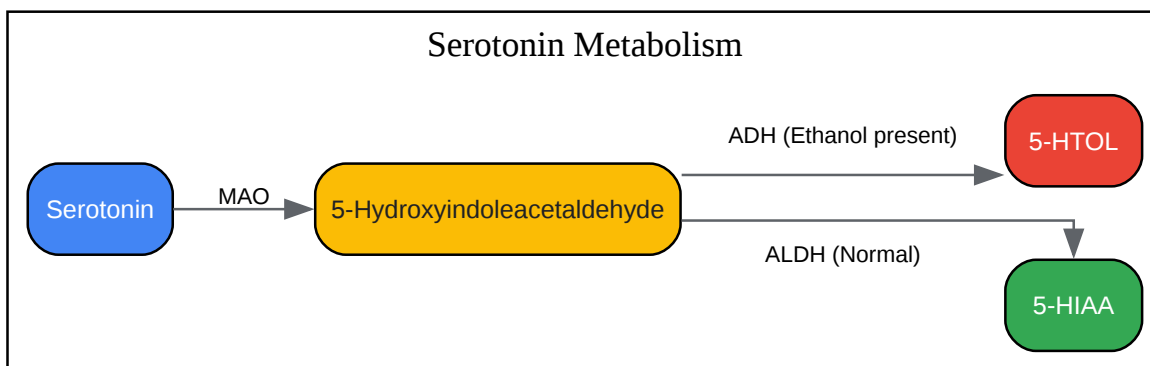 Serotonin Metabolism
ADH (Ethanol present)
5-HTOL
Serotonin
MAO
5-Hydroxyindoleacetaldehyde
ALDH (Normal)
5-HIAA